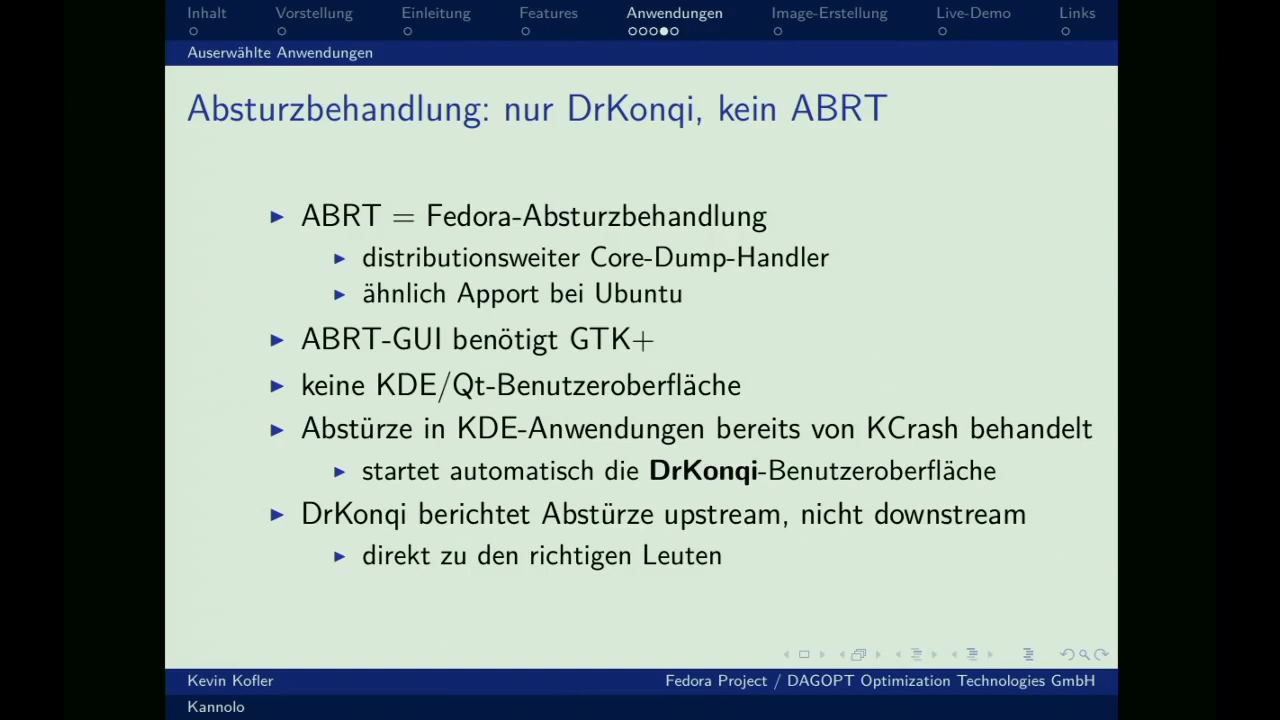 Inhalt Vorstellung Einleitung Features Anwendungen Image-Erstellung Live-Demo Links
Auserwählte Anwendungen
Absturzbehandlung: nur DrKonqi, kein ABRT
ABRT = Fedora-Absturzbehandlung
distributionsweiter Core-Dump-Handler
ähnlich Apport bei Ubuntu
ABRT-GUI benötigt GTK+
keine KDE/Qt-Benutzeroberfläche
Abstürze in KDE-Anwendungen bereits von KCrash behandelt
startet automatisch die DrKonqi-Benutzeroberfläche
DrKonqi berichtet Abstürze upstream, nicht downstream
direkt zu den richtigen Leuten
Kevin Kofler Fedora Project / DAGOPT Optimization Technologies GmbH
Kannolo